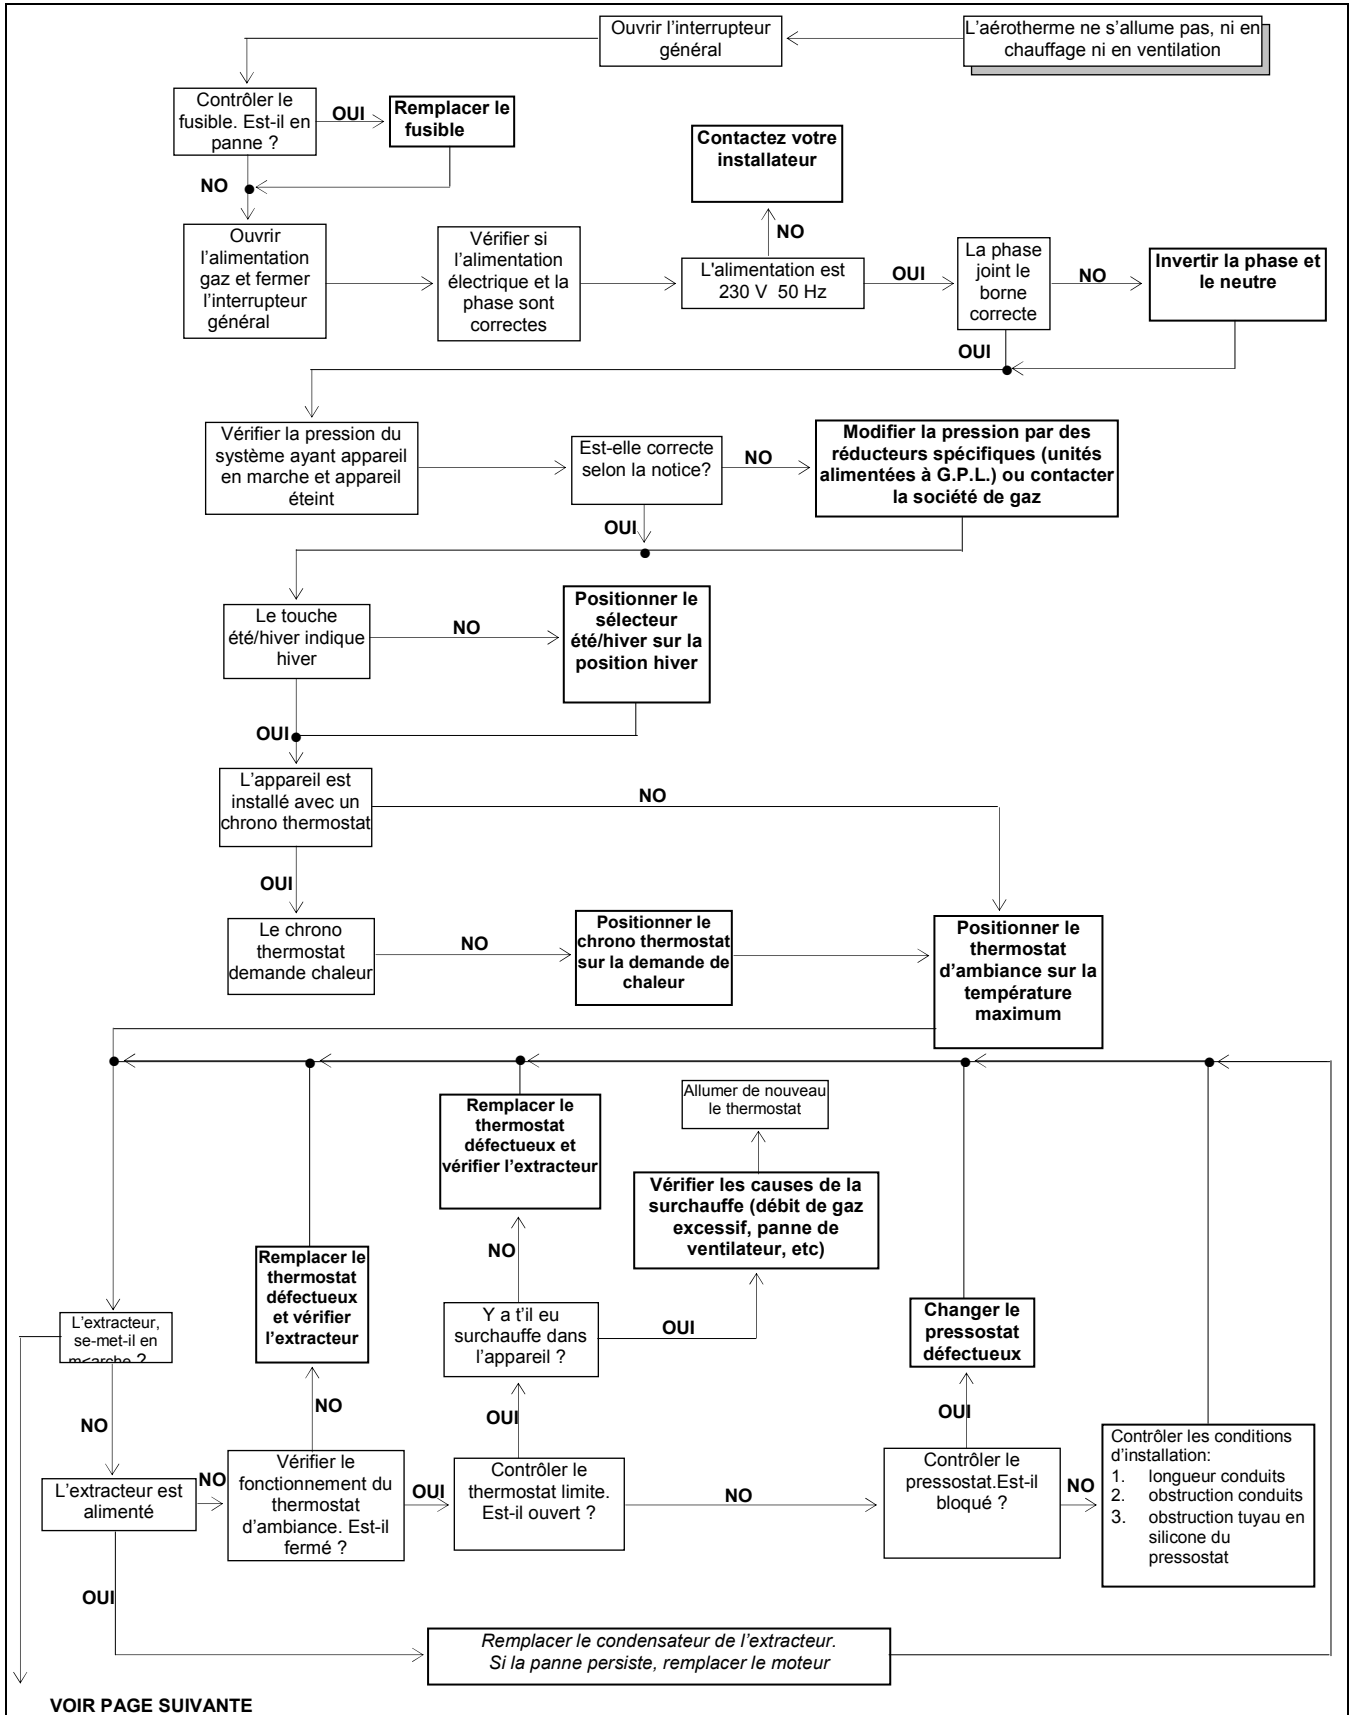 Ouvrir l’interrupteur
général
L’aérotherme ne s’allume pas, ni en
chauffage ni en ventilation
Contrôler le
fusible. Est-il en
panne ?
OUI
Remplacer le
fusible
Contactez votre
installateur
NO
NO
Ouvrir
l’alimentation
gaz et fermer
l’interrupteur
général
Vérifier si
l’alimentation
électrique et la
phase sont
correctes
L'alimentation est
230 V 50 Hz
OUI
La phase
joint le
borne
correcte
NO
Invertir la phase et
le neutre
OUI
Vérifier la pression du
système ayant appareil
en marche et appareil
éteint
Est-elle correcte
selon la notice?
NO
Modifier la pression par des
réducteurs spécifiques (unités
alimentées à G.P.L.) ou contacter
la société de gaz
OUI
Le touche
été/hiver indique
hiver
NO
Positionner le
sélecteur
été/hiver sur la
position hiver
OUI
L’appareil est
installé avec un
chrono thermostat
NO
OUI
Le chrono
thermostat
demande chaleur
NO
Positionner le
chrono thermostat
sur la demande de
chaleur
Positionner le
thermostat
d’ambiance sur la
température
maximum
Remplacer le
thermostat
défectueux et
vérifier l’extracteur
Allumer de nouveau
le thermostat
Vérifier les causes de la
surchauffe (débit de gaz
excessif, panne de
ventilateur, etc)
NO
Remplacer le
thermostat
défectueux
et vérifier
l’extracteur
L’extracteur,
se-met-il en
m<arche ?
Y a t’il eu
surchauffe dans
l’appareil ?
OUI
Changer le
pressostat
défectueux
NO
NO
OUI
OUI
L’extracteur est
alimenté
NO
Vérifier le
fonctionnement du
thermostat
d’ambiance. Est-il
fermé ?
OUI
Contrôler le
thermostat limite.
Est-il ouvert ?
NO
Contrôler le
pressostat.Est-il
bloqué ?
NO
Contrôler les conditions
d’installation:
1. longueur conduits
2. obstruction conduits
3. obstruction tuyau en
silicone du
pressostat
OUI
Remplacer le condensateur de l’extracteur.
Si la panne persiste, remplacer le moteur
VOIR PAGE SUIVANTE